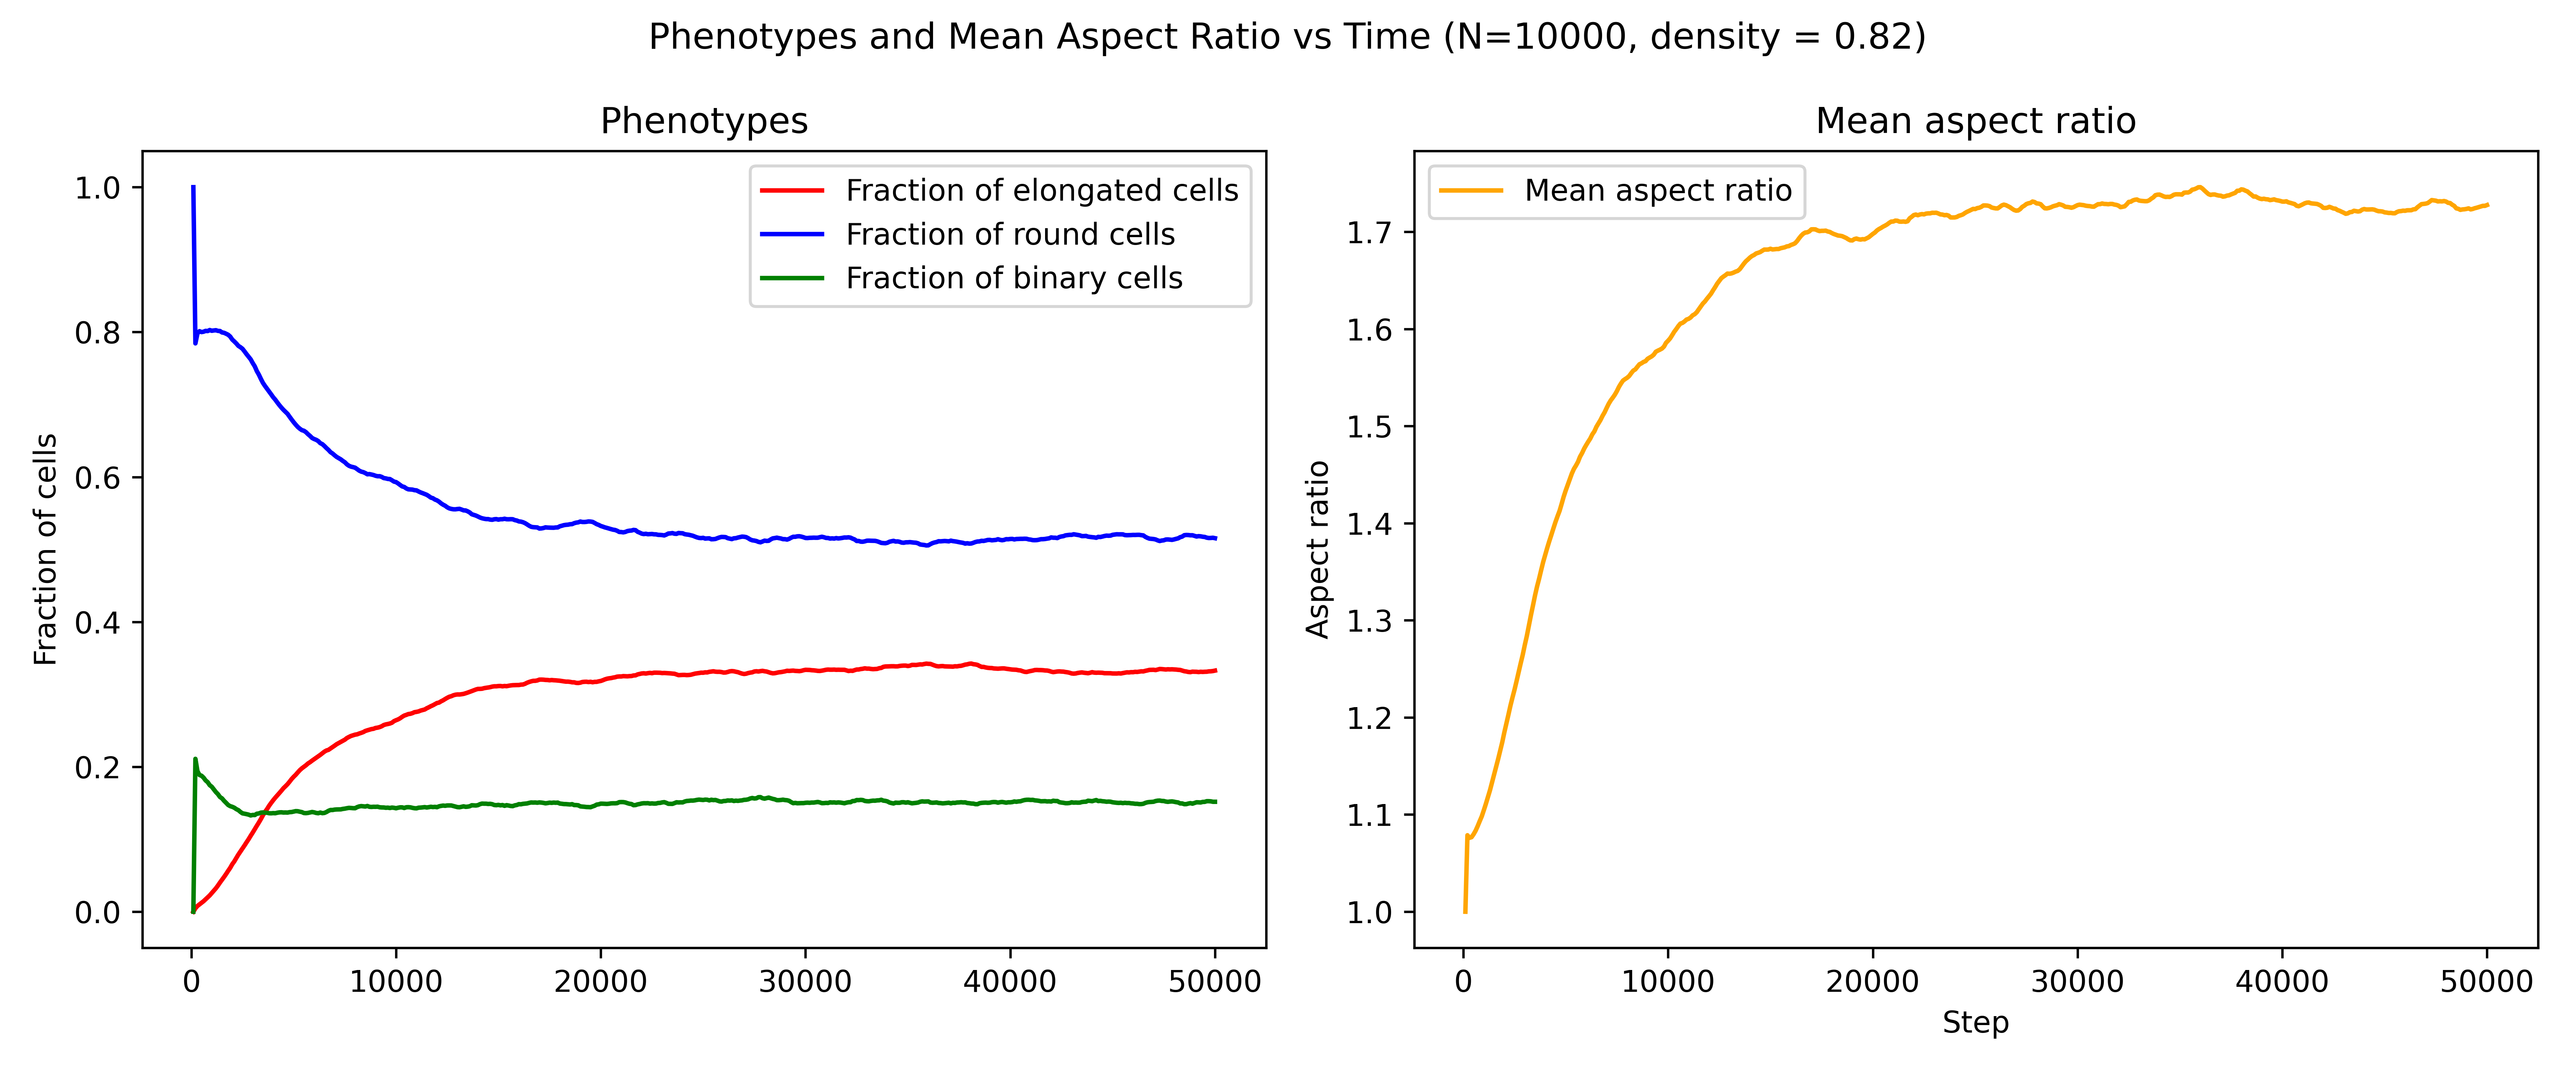 Phenotypes and Mean Aspect Ratio vs Time (N=10000, density = 0.82)
Phenotypes
Fraction of cells
1.0
0.8
0.6
0.4
0.2
0.0
Fraction of elongated cells
Fraction of round cells
Fraction of binary cells
0 10000 20000 30000 40000 50000
Mean aspect ratio
Aspect ratio
Mean aspect ratio
1.7
1.6
1.5
1.4
1.3
1.2
1.1
1.0
0 10000 20000 30000 40000 50000
Step